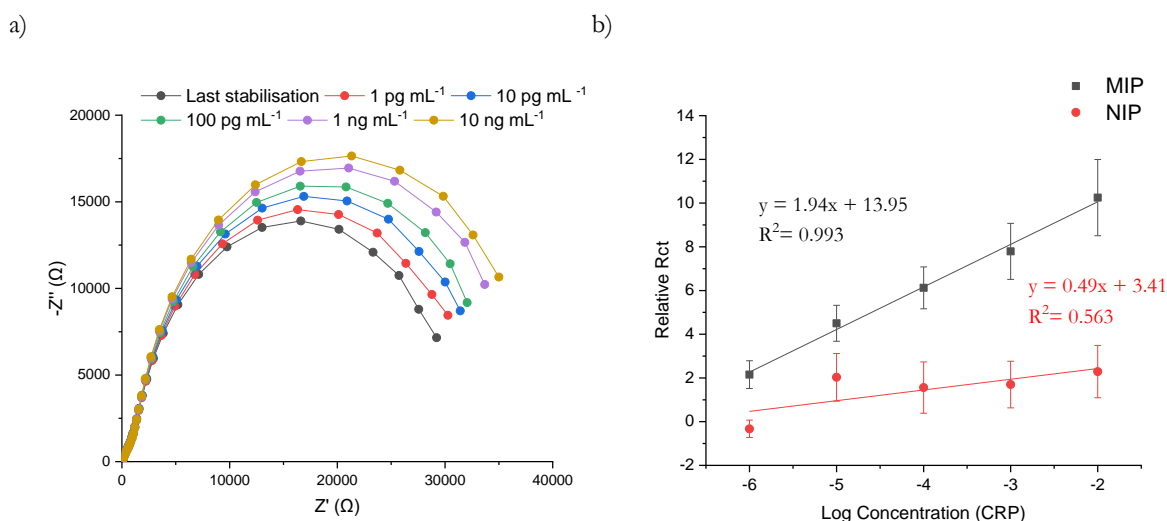 a)
b)
Last stabilisation 1 pg mL⁻¹ 10 pg mL⁻¹
100 pg mL⁻¹ 1 ng mL⁻¹ 10 ng mL⁻¹
20000
15000
10000
5000
0
-Z'' (Ω)
0 10000 20000 30000 40000
Z' (Ω)
MIP
NIP
14
12
10
8
6
4
2
0
-2
Relative Rct
y = 1.94x + 13.95
R²= 0.993
y = 0.49x + 3.41
R²= 0.563
-6 -5 -4 -3 -2
Log Concentration (CRP)